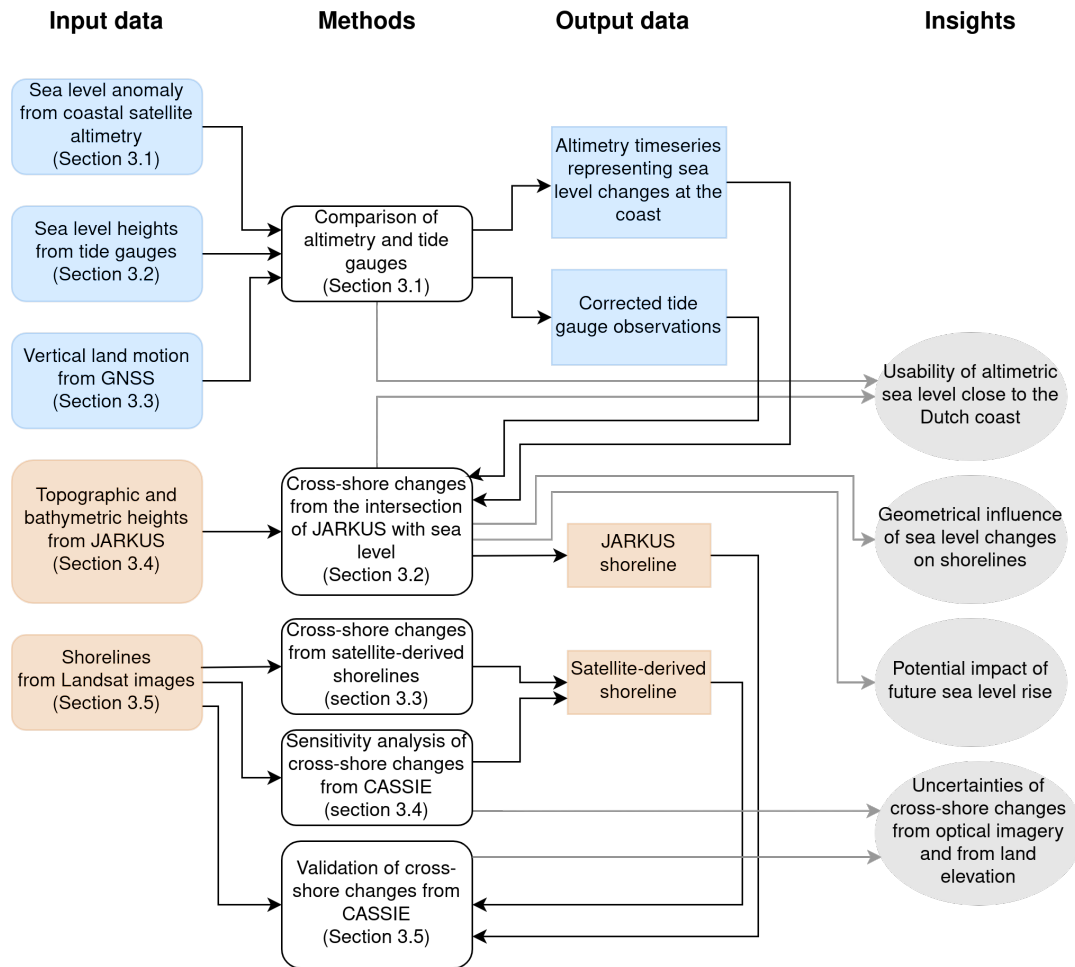 Input data
Methods
Output data
Insights
Sea level anomaly
from coastal satellite
altimetry
(Section 3.1)
Sea level heights
from tide gauges
(Section 3.2)
Vertical land motion
from GNSS
(Section 3.3)
Topographic and
bathymetric heights
from JARKUS
(Section 3.4)
Shorelines
from Landsat images
(Section 3.5)
Comparison of
altimetry and tide
gauges
(Section 3.1)
Cross-shore changes
from the intersection
of JARKUS with sea
level
(Section 3.2)
Cross-shore changes
from satellite-derived
shorelines
(section 3.3)
Sensitivity analysis of
cross-shore changes
from CASSIE
(section 3.4)
Validation of cross-
shore changes from
CASSIE
(Section 3.5)
Altimetry timeseries
representing sea
level changes at the
coast
Corrected tide
gauge observations
JARKUS
shoreline
Satellite-derived
shoreline
Usability of altimetric
sea level close to the
Dutch coast
Geometrical influence
of sea level changes
on shorelines
Potential impact of
future sea level rise
Uncertainties of
cross-shore changes
from optical imagery
and from land
elevation